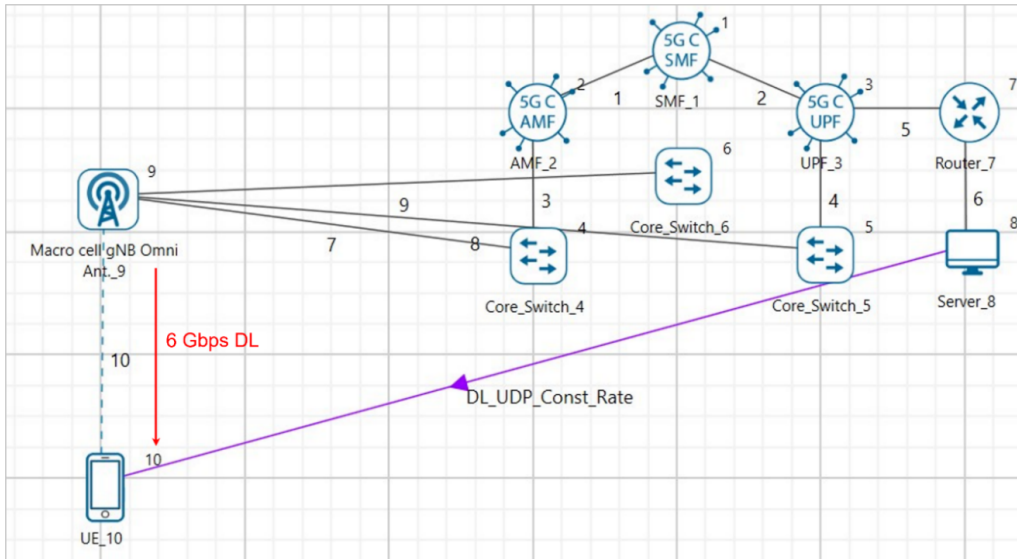 1
5G C
SMF
SMF_1
2
5G C
AMF
AMF_2
1
2
3
5G C
UPF
UPF_3
5
7
Router_7
6
Core_Switch_6
9
Macro cell gNB Omni
Ant._9
9
7
8
3
4
Core_Switch_4
4
5
Core_Switch_5
6
8
Server_8
6 Gbps DL
10
DL_UDP_Const_Rate
10
UE_10